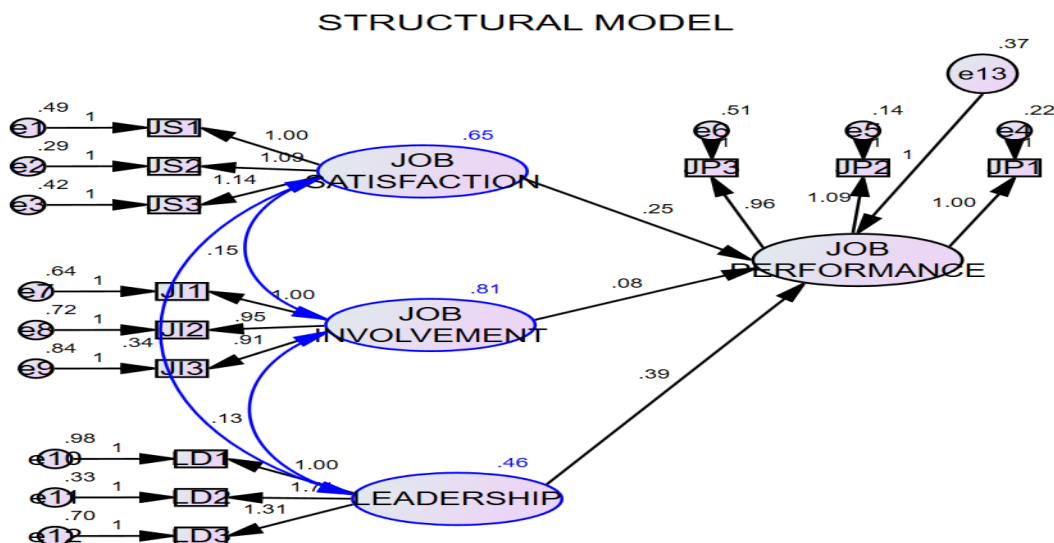 STRUCTURAL MODEL
.37
e13
.49
e1 1 JS1
1.00
.29
e2 1 JS2
1.09
.42
e3 1 JS3
1.14
.65
JOB
SATISFACTION
.51
e6
1
JP3
.14
e5
1
JP2
1
.22
e4
1
JP1
.96
1.09
1.00
.25
JOB
PERFORMANCE
.15
.64
e7 1 JI1
1.00
.72
e8 1 JI2
.95
.84
e9 1 JI3
.91
.34
.81
JOB
INVOLVEMENT
.08
.39
.13
.98
e10 1 LD1
1.00
.33
e11 1 LD2
.70
e12 1 LD3
1.31
.46
LEADERSHIP